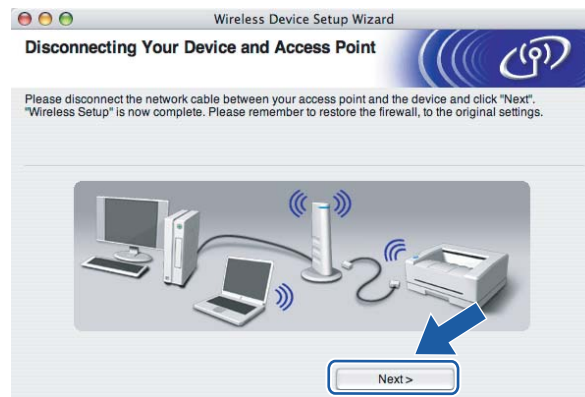 Wireless Device Setup Wizard
Disconnecting Your Device and Access Point
Please disconnect the network cable between your access point and the device and click "Next".
"Wireless Setup" is now complete. Please remember to restore the firewall, to the original settings.
Next >